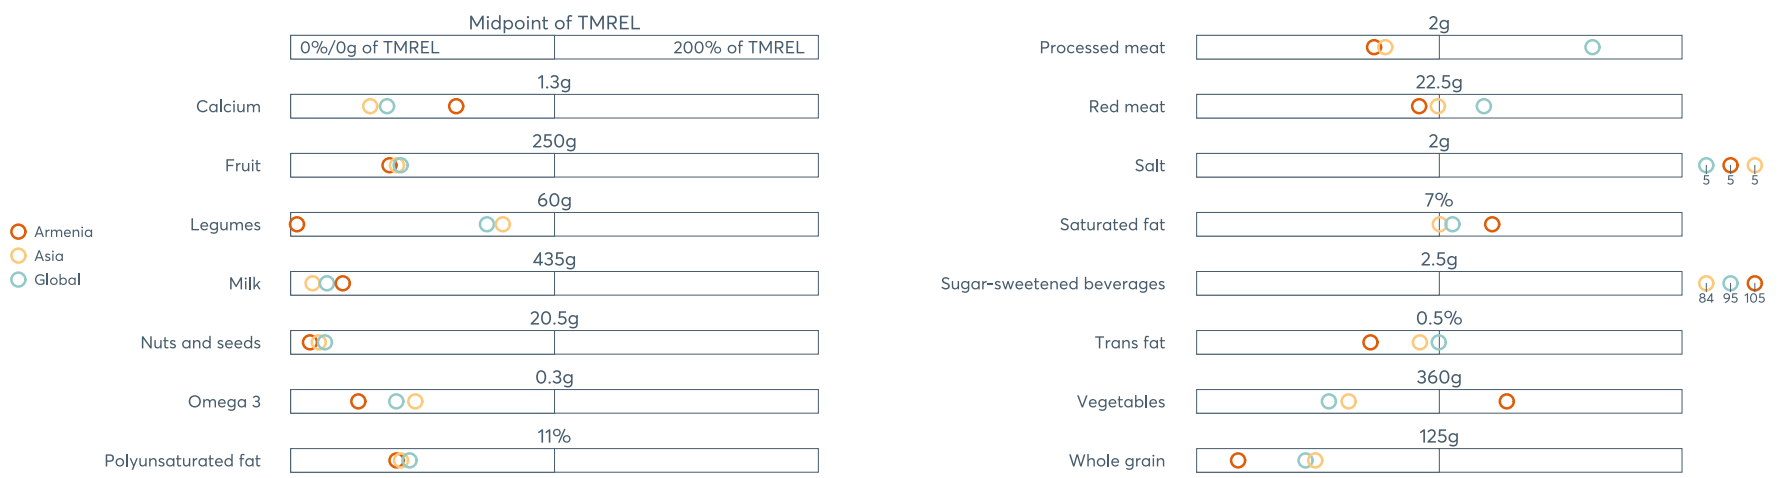 Midpoint of TMREL
0%/0g of TMREL
200% of TMREL
1.3g
Calcium
250g
Fruit
60g
Legumes
435g
Milk
20.5g
Nuts and seeds
0.3g
Omega 3
11%
Polyunsaturated fat
Armenia
Asia
Global
2g
Processed meat
22.5g
Red meat
2g
Salt
5 5 5
7%
Saturated fat
2.5g
Sugar-sweetened beverages
84 95 105
0.5%
Trans fat
360g
Vegetables
125g
Whole grain